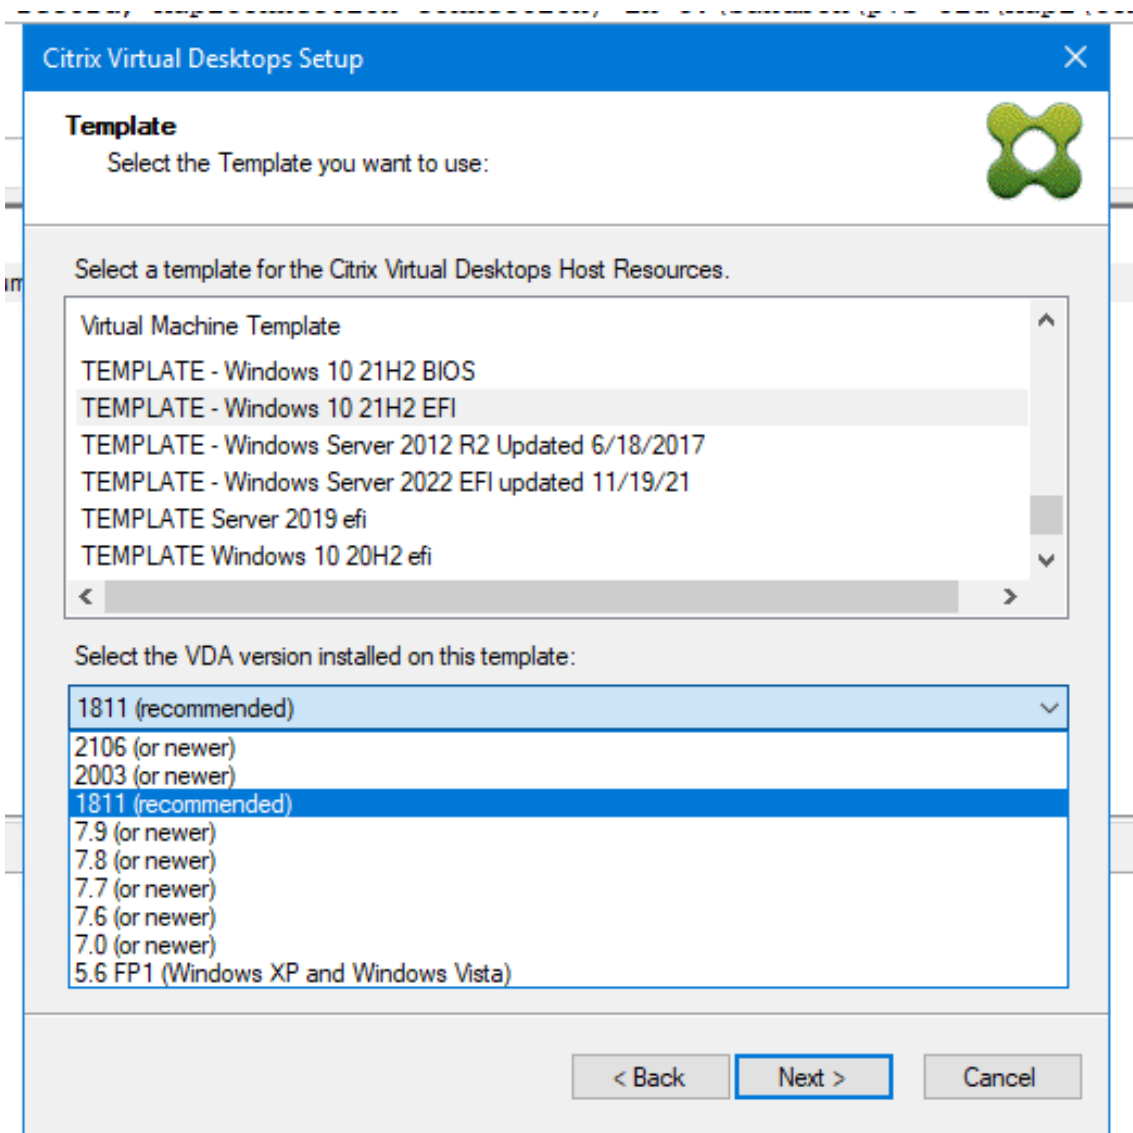 Citrix Virtual Desktops Setup
Template
Select the Template you want to use:
Select a template for the Citrix Virtual Desktops Host Resources.
Virtual Machine Template
TEMPLATE - Windows 10 21H2 BIOS
TEMPLATE - Windows 10 21H2 EFI
TEMPLATE - Windows Server 2012 R2 Updated 6/18/2017
TEMPLATE - Windows Server 2022 EFI updated 11/19/21
TEMPLATE Server 2019 efi
TEMPLATE Windows 10 20H2 efi
Select the VDA version installed on this template:
1811 (recommended)
2106 (or newer)
2003 (or newer)
1811 (recommended)
7.9 (or newer)
7.8 (or newer)
7.7 (or newer)
7.6 (or newer)
7.0 (or newer)
5.6 FP1 (Windows XP and Windows Vista)
< Back Next > Cancel